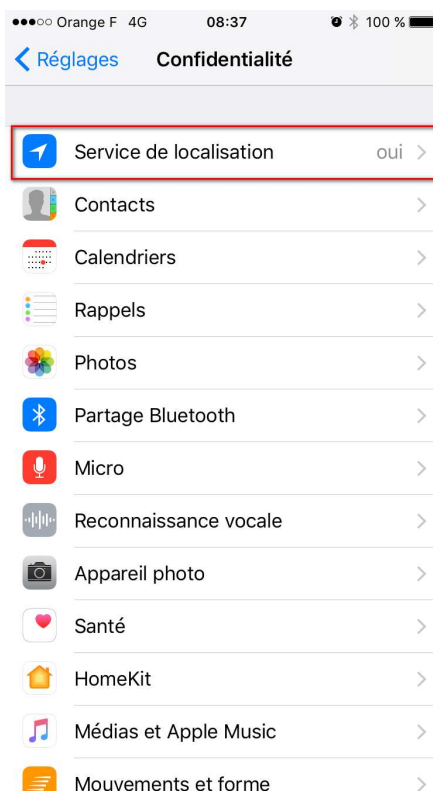 Orange F 4G 08:37 100 %
Réglages Confidentialité
Service de localisation oui
Contacts
Calendriers
Rappels
Photos
Partage Bluetooth
Micro
Reconnaissance vocale
Appareil photo
Santé
HomeKit
Médias et Apple Music
Mouvements et forme